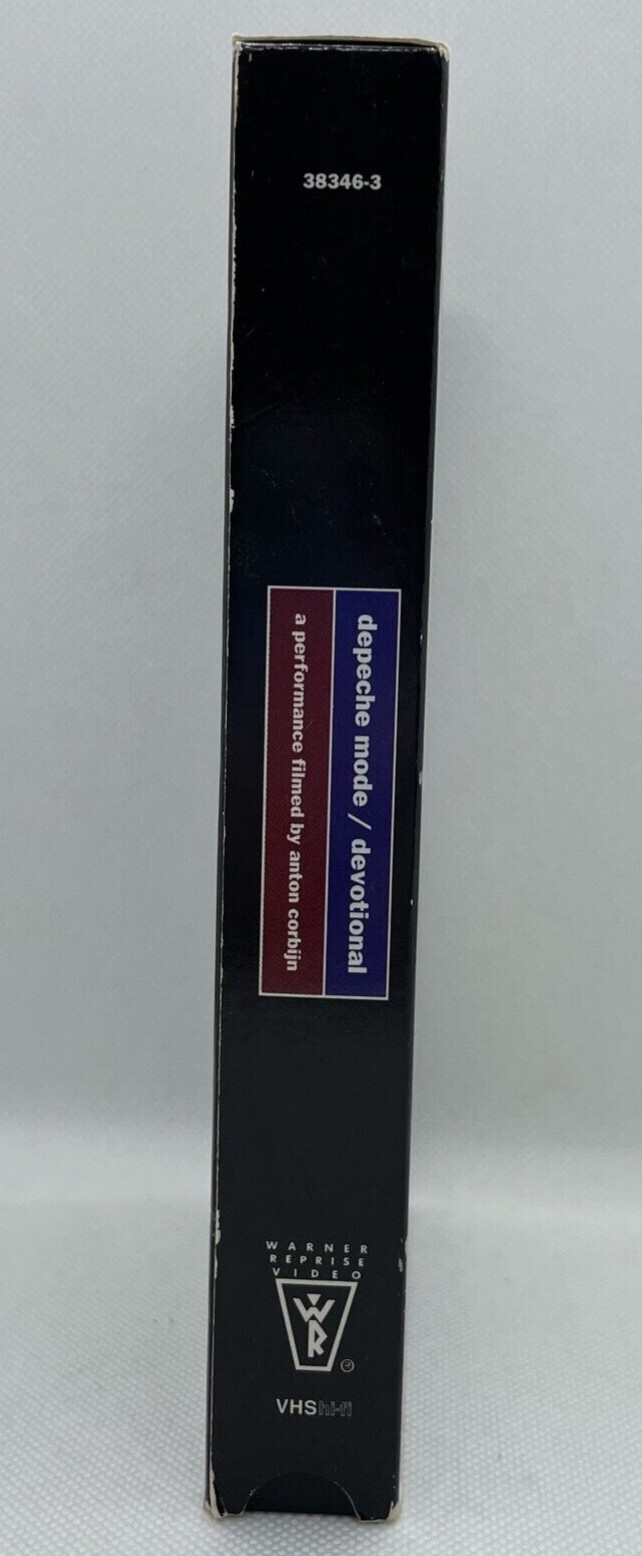 38346-3
depeche mode / devotional
a performance filmed by anton corbijn
WARNER
REPRISE
VIDEO
WR
®
VHS hi-fi